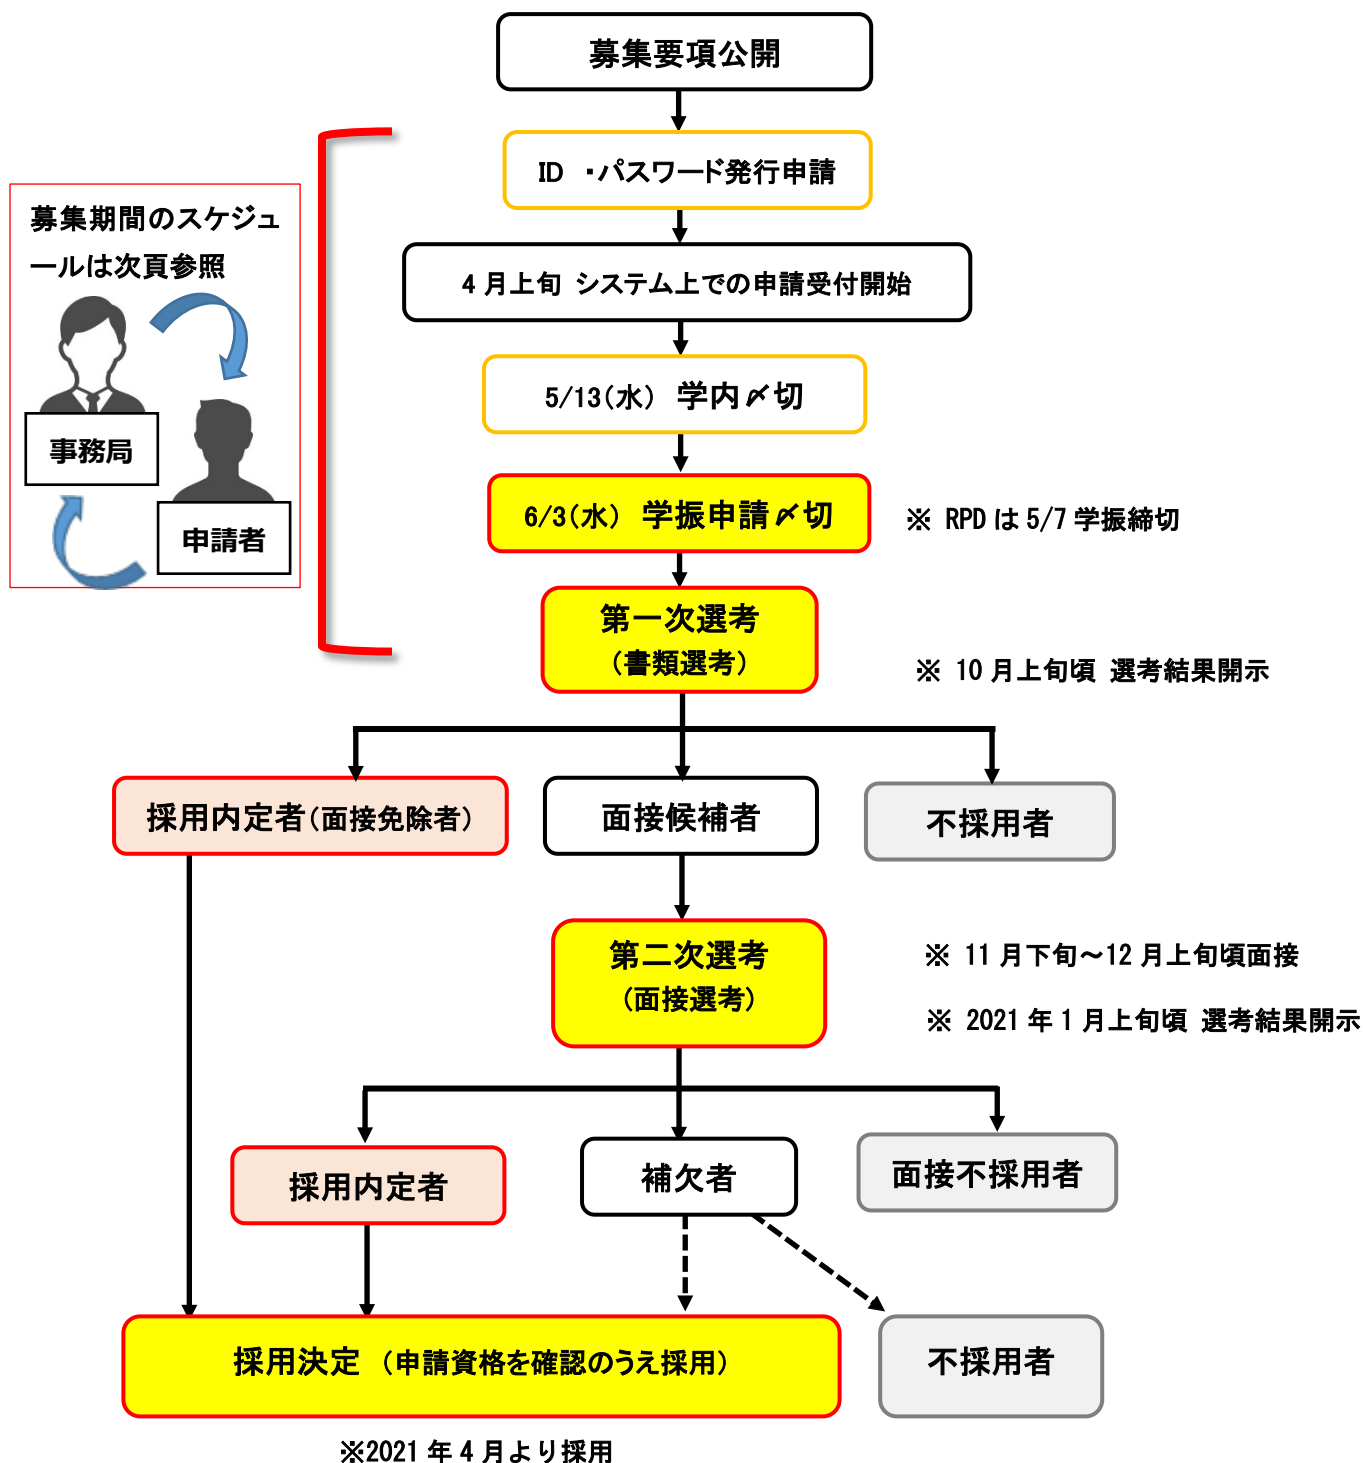 募集要項公開
ID ・パスワード発行申請
募集期間のスケジュ
ールは次頁参照
事務局
申請者
4 月上旬 システム上での申請受付開始
5/13(水) 学内〆切
6/3(水) 学振申請〆切
※ RPD は 5/7 学振締切
第一次選考
(書類選考)
※ 10 月上旬頃 選考結果開示
採用内定者(面接免除者)
面接候補者
不採用者
第二次選考
(面接選考)
※ 11 月下旬～12 月上旬頃面接
※ 2021 年 1 月上旬頃 選考結果開示
採用内定者
補欠者
面接不採用者
採用決定 (申請資格を確認のうえ採用)
不採用者
※2021 年 4 月より採用